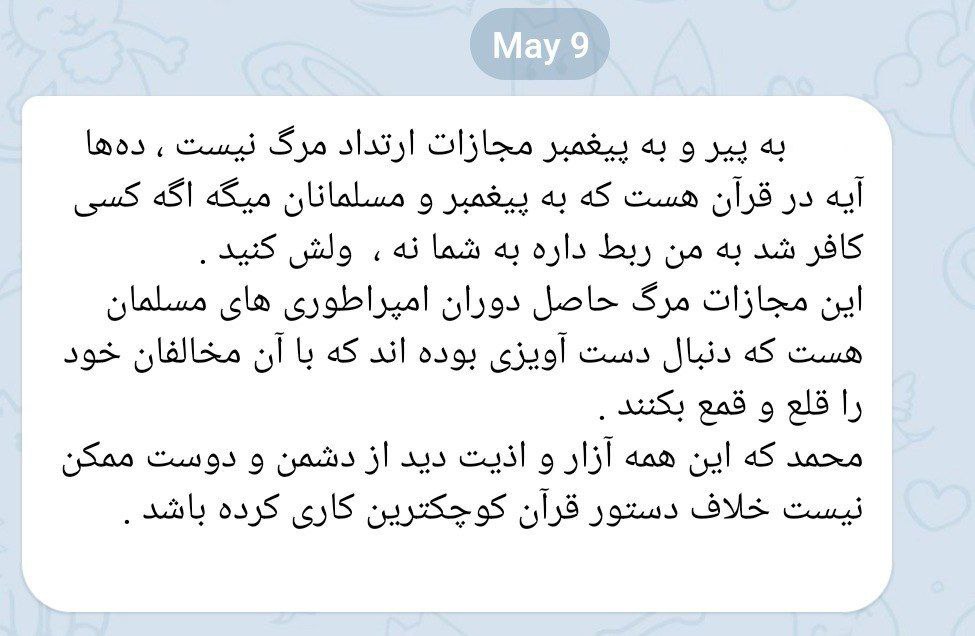 May 9
به پیر و به پیغمبر مجازات ارتداد مرگ نیست ، ده‌ها
آیه در قرآن هست که به پیغمبر و مسلمانان میگه اگه کسی
کافر شد به من ربط داره به شما نه ، ولش کنید .
این مجازات مرگ حاصل دوران امپراطوری های مسلمان
هست که دنبال دست آویزی بوده اند که با آن مخالفان خود
را قلع و قمع بکنند .
محمد که این همه آزار و اذیت دید از دشمن و دوست ممکن
نیست خلاف دستور قرآن کوچکترین کاری کرده باشد .